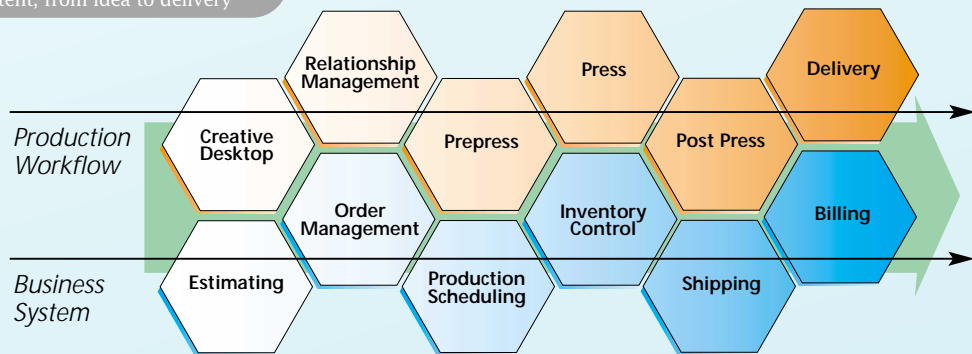 from idea to delivery
Relationship
Management
Press
Delivery
Production
Workflow
Creative
Desktop
Prepress
Post Press
Order
Management
Inventory
Control
Billing
Business
System
Estimating
Production
Scheduling
Shipping